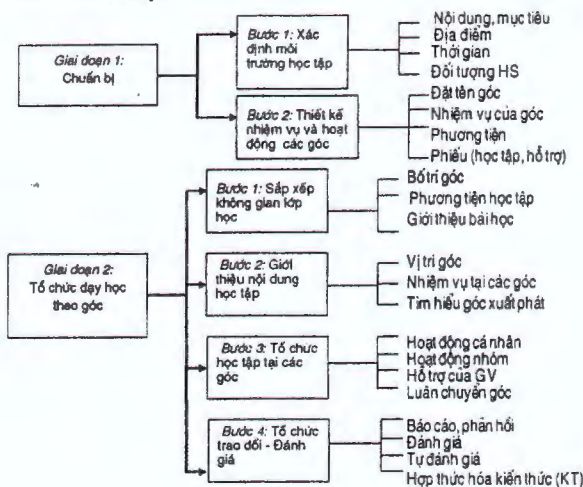 Giai đoạn 1:
Chuẩn bị
Bước 1: Xác
định môi
trường học tập
Nội dung, mục tiêu
Địa điểm
Thời gian
Đối tượng HS
Bước 2: Thiết kế
nhiệm vụ và hoạt
động các góc
Đặt tên góc
Nhiệm vụ của góc
Phương tiện
Phiếu (học tập, hỗ trợ)
Giai đoạn 2:
Tổ chức dạy học
theo góc
Bước 1: Sắp xếp
không gian lớp
học
Bố trí góc
Phương tiện học tập
Giới thiệu bài học
Bước 2: Giới
thiệu nội dung
học tập
Vị trí góc
Nhiệm vụ tại các góc
Tìm hiểu góc xuất phát
Bước 3: Tổ chức
học tập tại các
góc
Hoạt động cá nhân
Hoạt động nhóm
Hỗ trợ của GV
Luân chuyển góc
Bước 4: Tổ chức
trao đổi - Đánh
giá
Báo cáo, phản hồi
Đánh giá
Tự đánh giá
Hợp thức hóa kiến thức (KT)